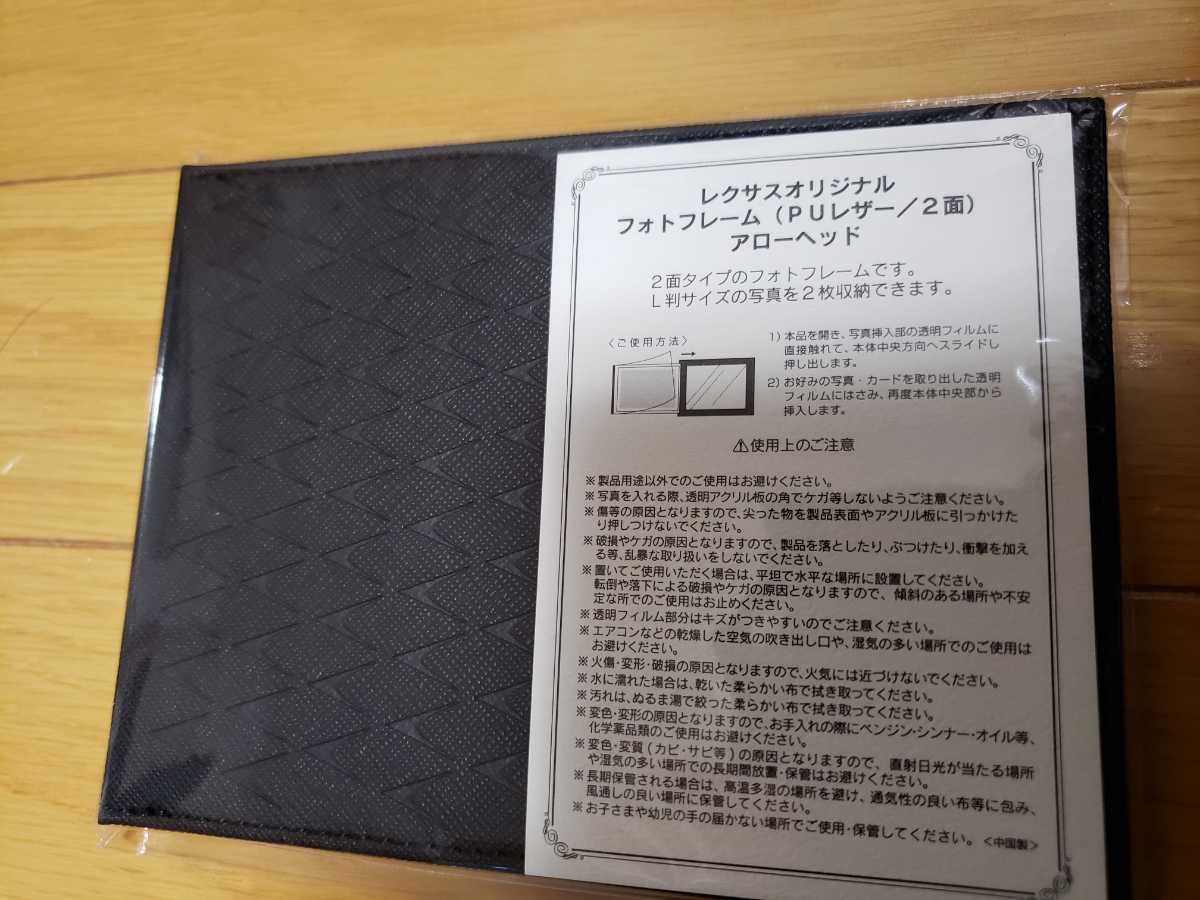 レクサスオリジナル
フォトフレーム（ＰＵレザー／２面）
アローヘッド
２面タイプのフォトフレームです。
Ｌ判サイズの写真を２枚収納できます。
〈ご使用方法〉
1) 本品を開き、写真挿入部の透明フィルムに
直接触れて、本体中央方向へスライドし
押し出します。
2) お好みの写真・カードを取り出した透明
フィルムにはさみ、再度本体中央部から
挿入します。
⚠使用上のご注意
※製品用途以外でのご使用はお避けください。
※写真を入れる際、透明アクリル板の角でケガ等しないようご注意ください。
※傷等の原因となりますので、尖った物を製品表面やアクリル板に引っかけた
り押しつけないでください。
※破損やケガの原因となりますので、製品を落としたり、ぶつけたり、衝撃を加え
る等、乱暴な取り扱いをしないでください。
※置いてご使用いただく場合は、平坦で水平な場所に設置してください。
転倒や落下による破損やケガの原因となりますので、傾斜のある場所や不安
定な所でのご使用はお止めください。
※透明フィルム部分はキズがつきやすいのでご注意ください。
※エアコンなどの乾燥した空気の吹き出し口や、湿気の多い場所でのご使用は
お避けください。
※火傷・変形・破損の原因となりますので、火気には近づけないでください。
※水に濡れた場合は、乾いた柔らかい布で拭き取ってください。
※汚れは、ぬるま湯で絞った柔らかい布で拭き取ってください。
※変色・変形の原因となりますので、お手入れの際にベンジン・シンナー・オイル等、
化学薬品類のご使用はお避けください。
※変色・変質(カビ・サビ等)の原因となりますので、直射日光が当たる場所
や湿気の多い場所での長期間放置・保管はお避けください。
※長期保管される場合は、高温多湿の場所を避け、通気性の良い布等に包み、
風通しの良い場所に保管してください。
※お子さまや幼児の手の届かない場所でご使用・保管してください。＜中国製＞